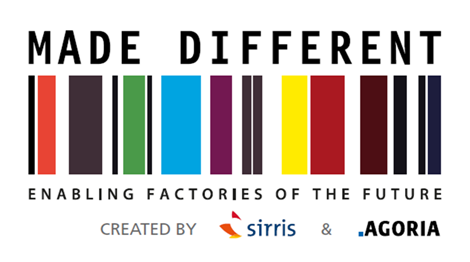 MADE DIFFERENT
ENABLING FACTORIES OF THE FUTURE
CREATED BY sirris & .AGORIA